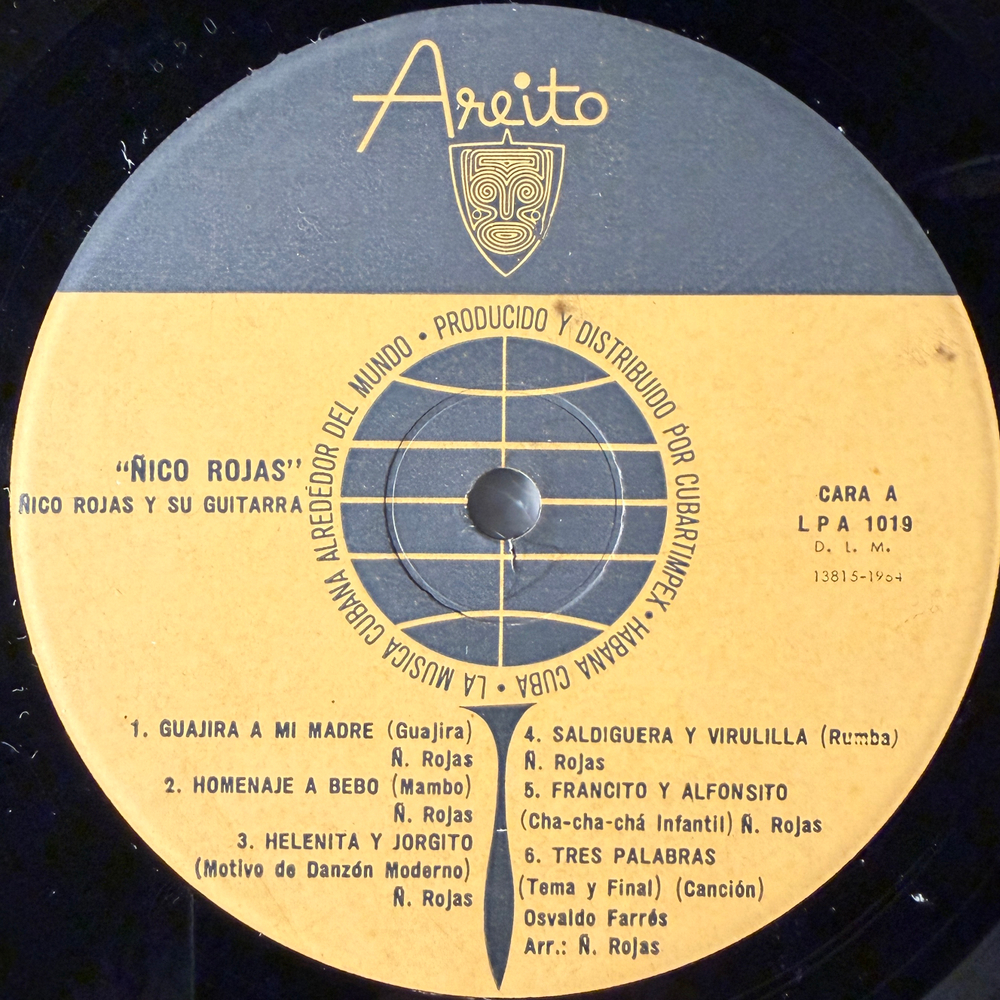 Areito
PRODUCIDO Y DISTRIBUIDO POR CUBARTIMPEX • HABANA CUBA • LA MUSICA CUBANA ALREDEDOR DEL MUNDO •
“ÑICO ROJAS”
ÑICO ROJAS Y SU GUITARRA
CARA A
LPA 1019
D. L. M.
13815-1964
1. GUAJIRA A MI MADRE (Guajira)
Ñ. Rojas
2. HOMENAJE A BEBO (Mambo)
Ñ. Rojas
3. HELENITA Y JORGITO
(Motivo de Danzón Moderno)
Ñ. Rojas
4. SALDIGUERA Y VIRULILLA (Rumba)
Ñ. Rojas
5. FRANCITO Y ALFONSITO
(Cha-cha-chá Infantil) Ñ. Rojas
6. TRES PALABRAS
(Tema y Final) (Canción)
Osvaldo Farrés
Arr.: Ñ. Rojas